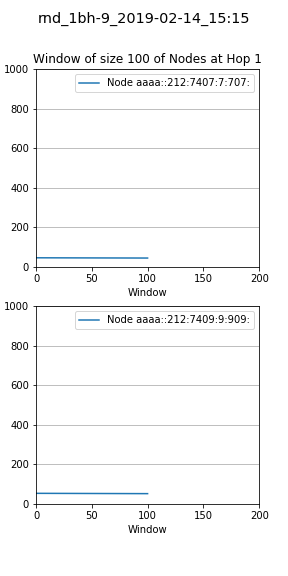 rnd_1bh-9_2019-02-14_15:15
Window of size 100 of Nodes at Hop 1
1000
800
600
400
200
0
Node aaaa::212:7407:7:707:
0 50 100 150 200
Window
1000
800
600
400
200
0
Node aaaa::212:7409:9:909:
0 50 100 150 200
Window